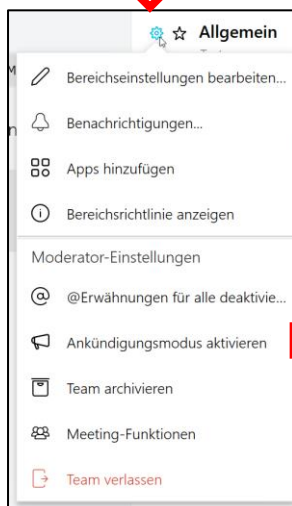 Allgemein
Bereichseinstellungen bearbeiten...
Benachrichtigungen...
Apps hinzufügen
Bereichsrichtlinie anzeigen
Moderator-Einstellungen
@Erwähnungen für alle deaktivie...
Ankündigungsmodus aktivieren
Team archivieren
Meeting-Funktionen
Team verlassen